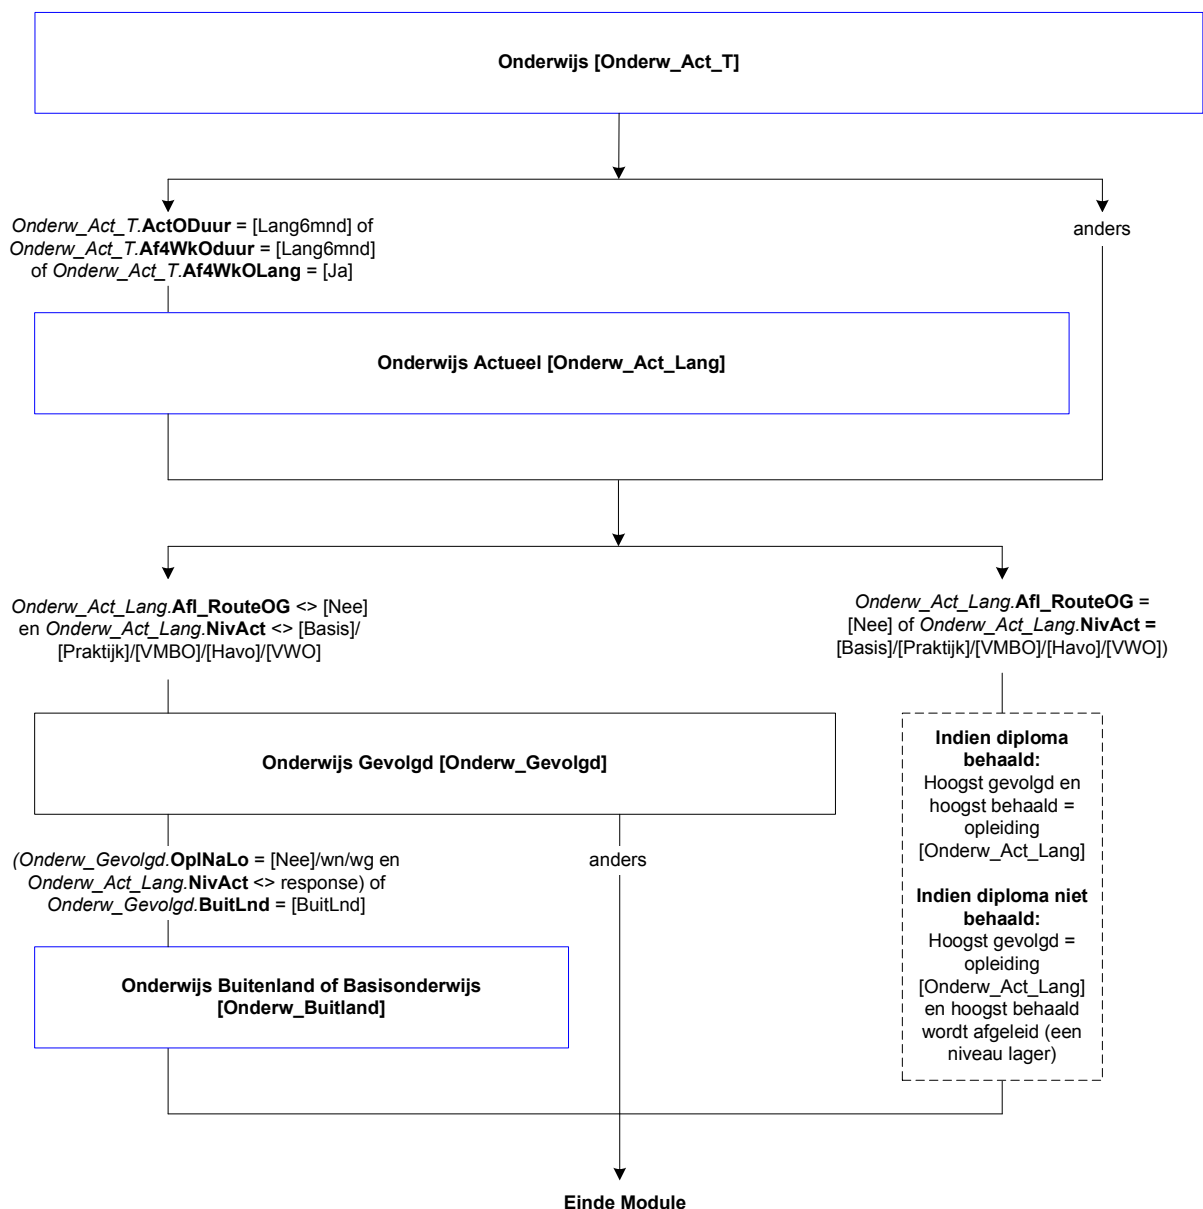 Onderwijs [Onderw_Act_T]
Onderw_Act_T.ActODuur = [Lang6mnd] of
Onderw_Act_T.Af4WkOduur = [Lang6mnd]
of Onderw_Act_T.Af4WkOLang = [Ja]
anders
Onderwijs Actueel [Onderw_Act_Lang]
Onderw_Act_Lang.Afl_RouteOG <> [Nee]
en Onderw_Act_Lang.NivAct <> [Basis]/
[Praktijk]/[VMBO]/[Havo]/[VWO]
Onderw_Act_Lang.Afl_RouteOG =
[Nee] of Onderw_Act_Lang.NivAct =
[Basis]/[Praktijk]/[VMBO]/[Havo]/[VWO])
Onderwijs Gevolgd [Onderw_Gevolgd]
Indien diploma
behaald:
Hoogst gevolgd en
hoogst behaald =
opleiding
[Onderw_Act_Lang]
Indien diploma niet
behaald:
Hoogst gevolgd =
opleiding
[Onderw_Act_Lang]
en hoogst behaald
wordt afgeleid (een
niveau lager)
(Onderw_Gevolgd.OplNaLo = [Nee]/wn/wg en
Onderw_Act_Lang.NivAct <> response) of
Onderw_Gevolgd.BuitLnd = [BuitLnd]
anders
Onderwijs Buitenland of Basisonderwijs
[Onderw_Buitland]
Einde Module